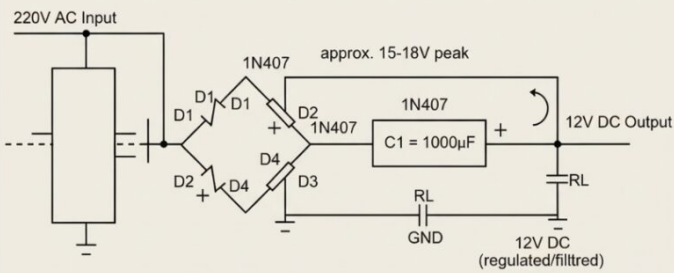 220V AC Input
approx. 15-18V peak
1N407
D1
D1
D1
D2
+
1N407
1N407
C1 = 1000µF
+
12V DC Output
D2
+
D4
D4
D3
RL
GND
RL
12V DC
(regulated/filltred)